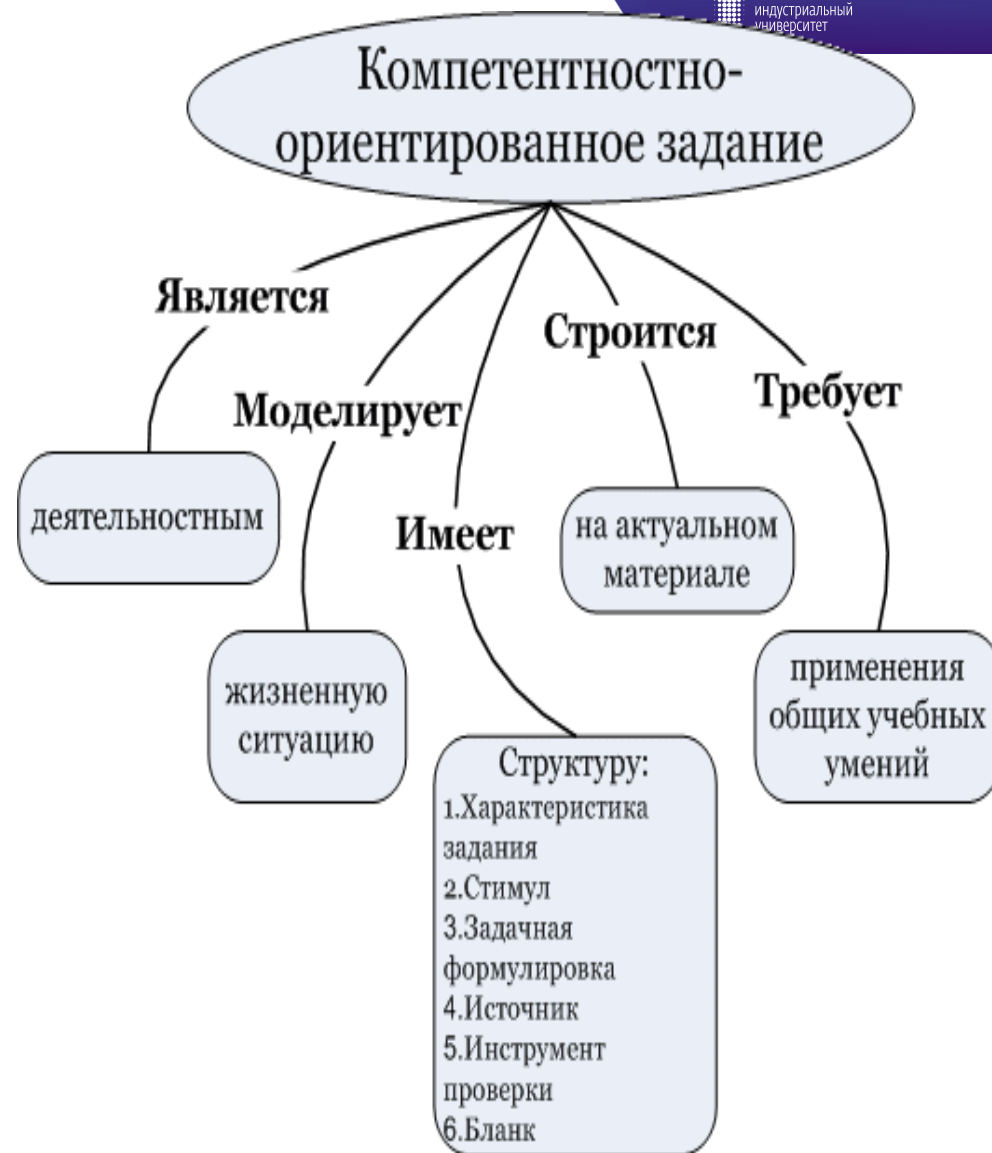 индустриальный
университет
Компетентностно-
ориентированное задание
Является
Строится
Требует
Моделирует
Имеет
деятельностным
на актуальном
материале
жизненную
ситуацию
применения
общих учебных
умений
Структуру:
1.Характеристика
задания
2.Стимул
3.Задачная
формулировка
4.Источник
5.Инструмент
проверки
6.Бланк